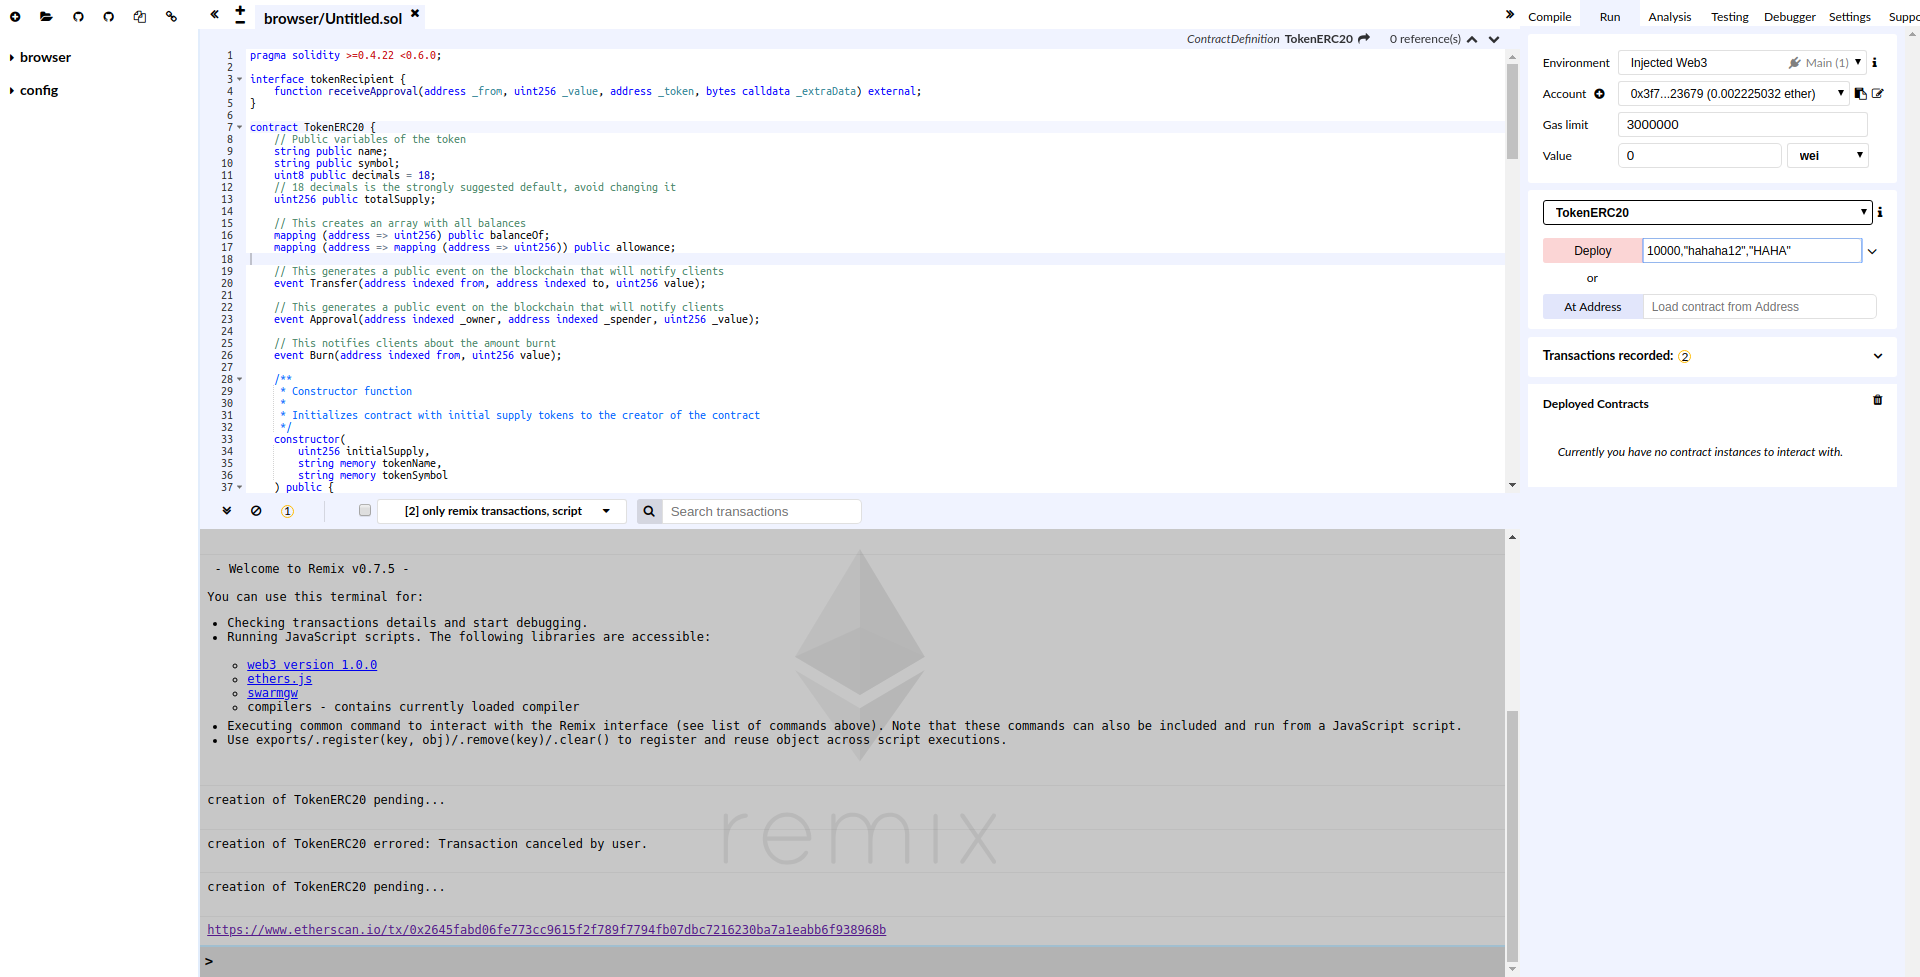 browser/Untitled.sol
Compile Run Analysis Testing Debugger Settings Suppo
browser
config
ContractDefinition TokenERC20 0 reference(s)
1 pragma solidity >=0.4.22 <0.6.0;
2
3 interface tokenRecipient {
4 function receiveApproval(address _from, uint256 _value, address _token, bytes calldata _extraData) external;
5 }
6
7 contract TokenERC20 {
8 // Public variables of the token
9 string public name;
10 string public symbol;
11 uint8 public decimals = 18;
12 // 18 decimals is the strongly suggested default, avoid changing it
13 uint256 public totalSupply;
14
15 // This creates an array with all balances
16 mapping (address => uint256) public balanceOf;
17 mapping (address => mapping (address => uint256)) public allowance;
18
19 // This generates a public event on the blockchain that will notify clients
20 event Transfer(address indexed from, address indexed to, uint256 value);
21
22 // This generates a public event on the blockchain that will notify clients
23 event Approval(address indexed _owner, address indexed _spender, uint256 _value);
24
25 // This notifies clients about the amount burnt
26 event Burn(address indexed from, uint256 value);
27
28 /**
29 * Constructor function
30 *
31 * Initializes contract with initial supply tokens to the creator of the contract
32 */
33 constructor(
34 uint256 initialSupply,
35 string memory tokenName,
36 string memory tokenSymbol
37 ) public {
1 [2] only remix transactions, script Search transactions
- Welcome to Remix v0.7.5 -
You can use this terminal for:
• Checking transactions details and start debugging.
• Running JavaScript scripts. The following libraries are accessible:
◦ web3 version 1.0.0
◦ ethers.js
◦ swarmgw
◦ compilers - contains currently loaded compiler
• Executing common command to interact with the Remix interface (see list of commands above). Note that these commands can also be included and run from a JavaScript script.
• Use exports/.register(key, obj)/.remove(key)/.clear() to register and reuse object across script executions.
creation of TokenERC20 pending...
remix
creation of TokenERC20 errored: Transaction canceled by user.
creation of TokenERC20 pending...
https://www.etherscan.io/tx/0x2645fabd06fe773cc9615f2f789f7794fb07dbc7216230ba7a1eabb6f938968b
>
Environment Injected Web3 Main (1)
Account 0x3f7...23679 (0.002225032 ether)
Gas limit 3000000
Value 0 wei
TokenERC20
Deploy 10000,"hahaha12","HAHA"
or
At Address Load contract from Address
Transactions recorded: 2
Deployed Contracts
Currently you have no contract instances to interact with.